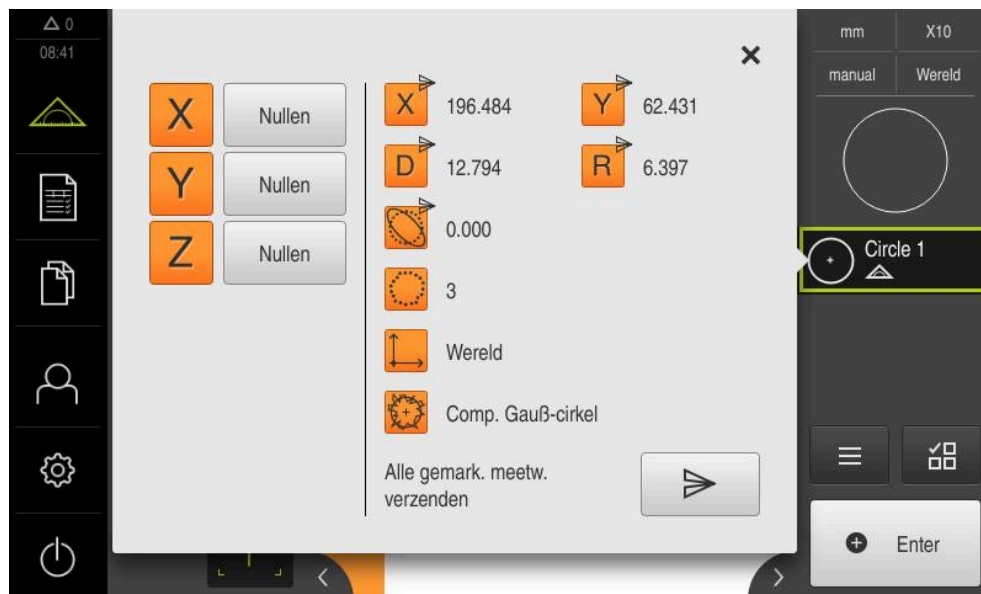 0
08:41
X Nullen
Y Nullen
Z Nullen
X 196.484 Y 62.431
D 12.794 R 6.397
0.000
3
Wereld
Comp. Gauß-cirkel
Alle gemark. meetw.
verzenden
mm X10
manual Wereld
Circle 1
Enter